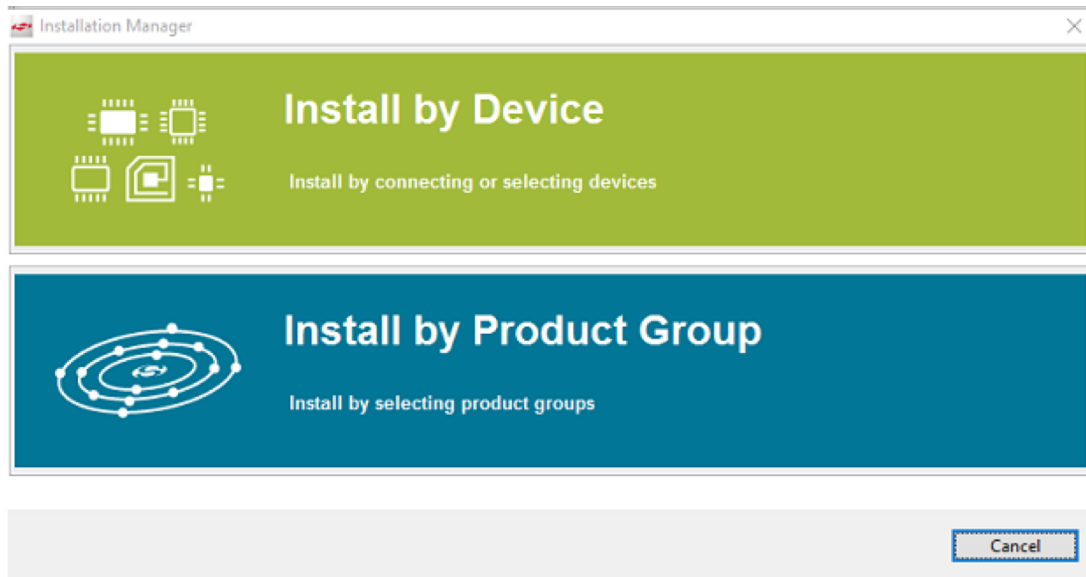 Installation Manager
Install by Device
Install by connecting or selecting devices
Install by Product Group
Install by selecting product groups
Cancel